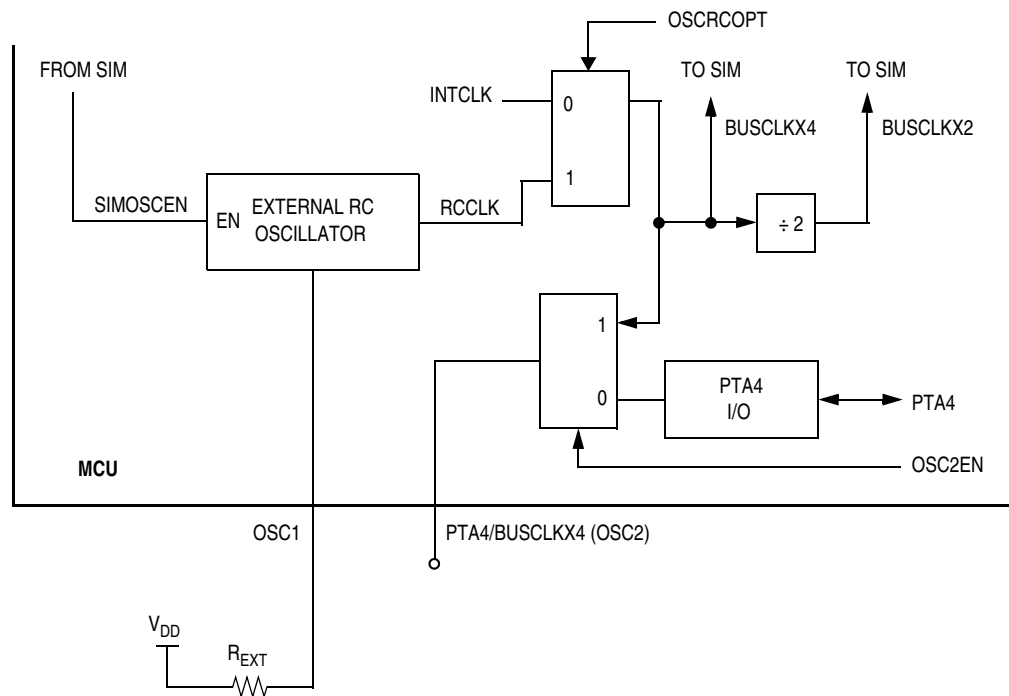 OSCRCOPT
FROM SIM
TO SIM
TO SIM
INTCLK
0
BUSCLKX4
BUSCLKX2
1
SIMOSCEN
EN
EXTERNAL RC
OSCILLATOR
RCCLK
÷ 2
1
0
PTA4
I/O
PTA4
MCU
OSC2EN
OSC1
PTA4/BUSCLKX4 (OSC2)
VDD
REXT